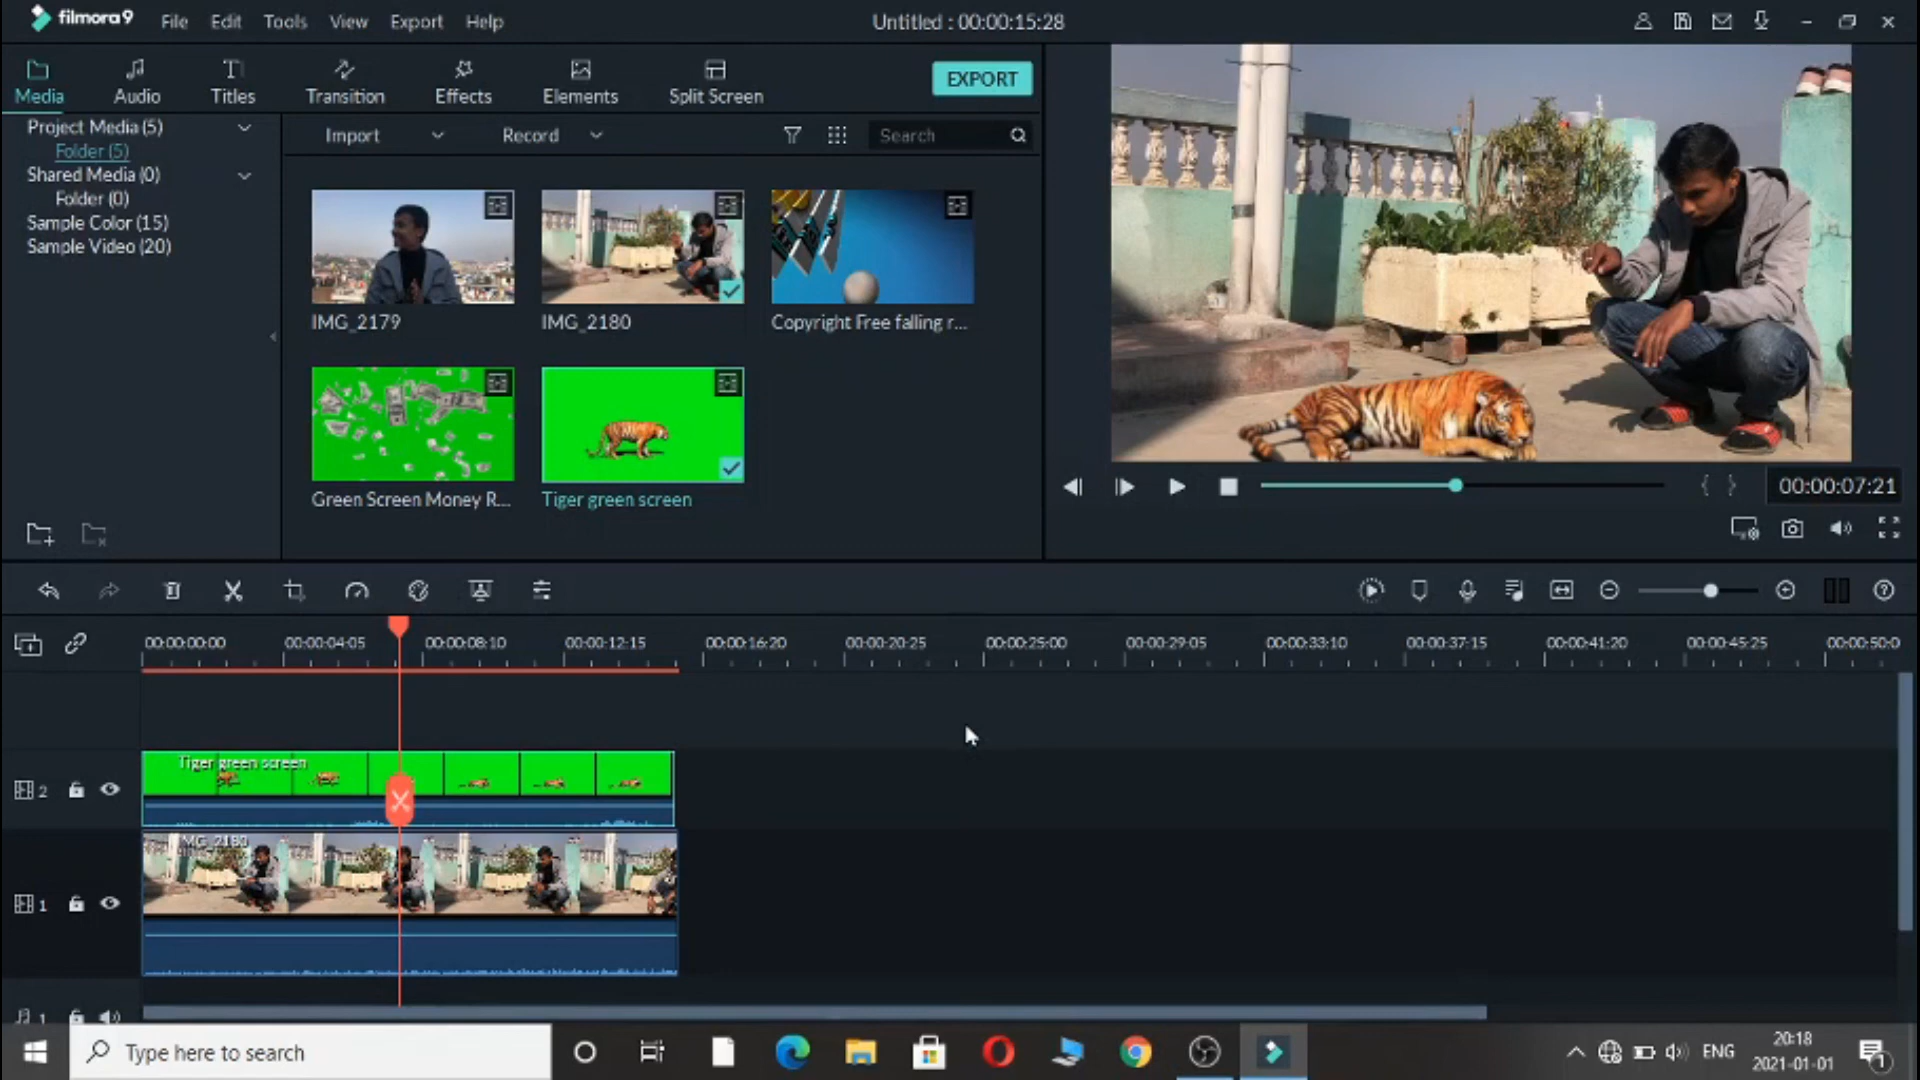 filmora9 File Edit Tools View Export Help Untitled : 00:00:15:28
Media Audio Titles Transition Effects Elements Split Screen EXPORT
Project Media (5)
Folder (5)
Shared Media (0)
Folder (0)
Sample Color (15)
Sample Video (20)
Import Record Search
IMG_2179 IMG_2180 Copyright Free falling r...
Green Screen Money R... Tiger green screen
00:00:07:21
00:00:00:00 00:00:04:05 00:00:08:10 00:00:12:15 00:00:16:20 00:00:20:25 00:00:25:00 00:00:29:05 00:00:33:10 00:00:37:15 00:00:41:20 00:00:45:25 00:00:50:0
Tiger green screen
2
IMG_2180
1
1
Type here to search
ENG
20:18
2021-01-01
1